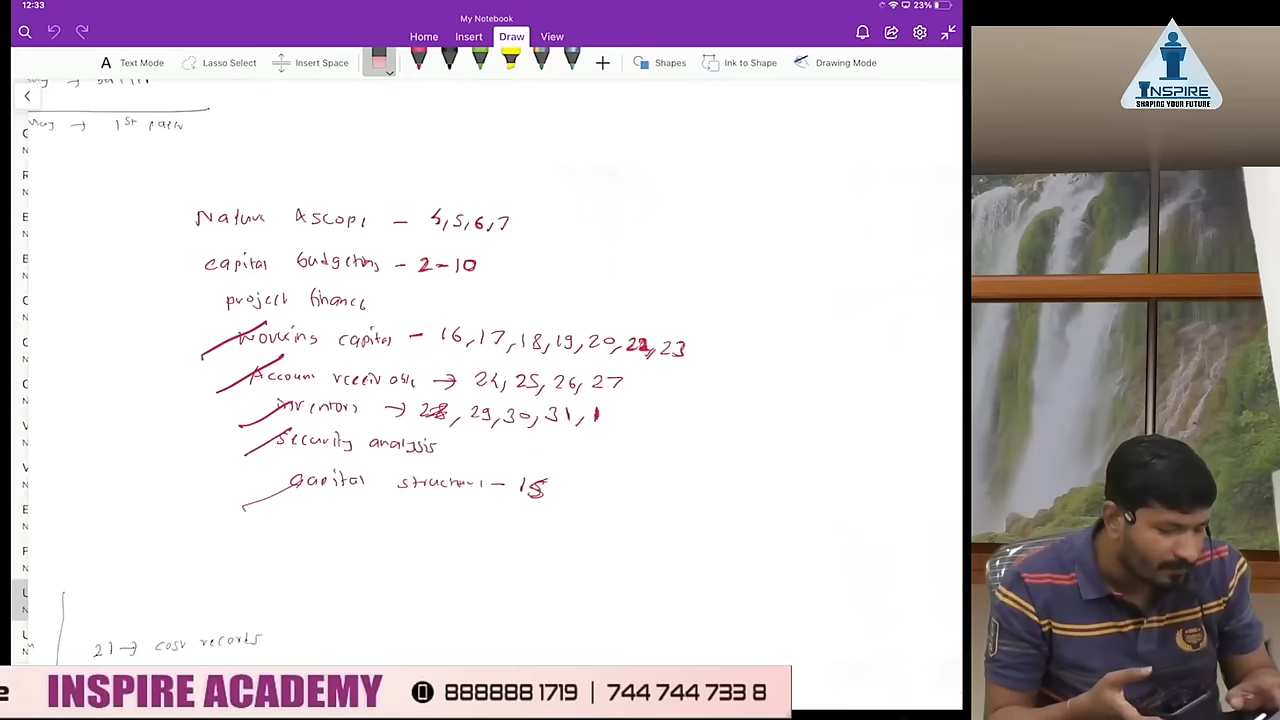 12:33
23%
My Notebook
Home Insert Draw View
A Text Mode Lasso Select Insert Space Shapes Ink to Shape Drawing Mode
INSPIRE
SHAPING YOUR FUTURE
→ 1st paper
Nature & scope - 4,5,6,7
capital budgeting - 2-10
project finance
working capital - 16,17,18,19,20,22,23
Account receivable → 24, 25, 26, 27
inventory → 28, 29, 30, 31, 1
security analysis
capital structure - 15
21 → cost records
INSPIRE ACADEMY 888888 1719 | 744 744 733 8